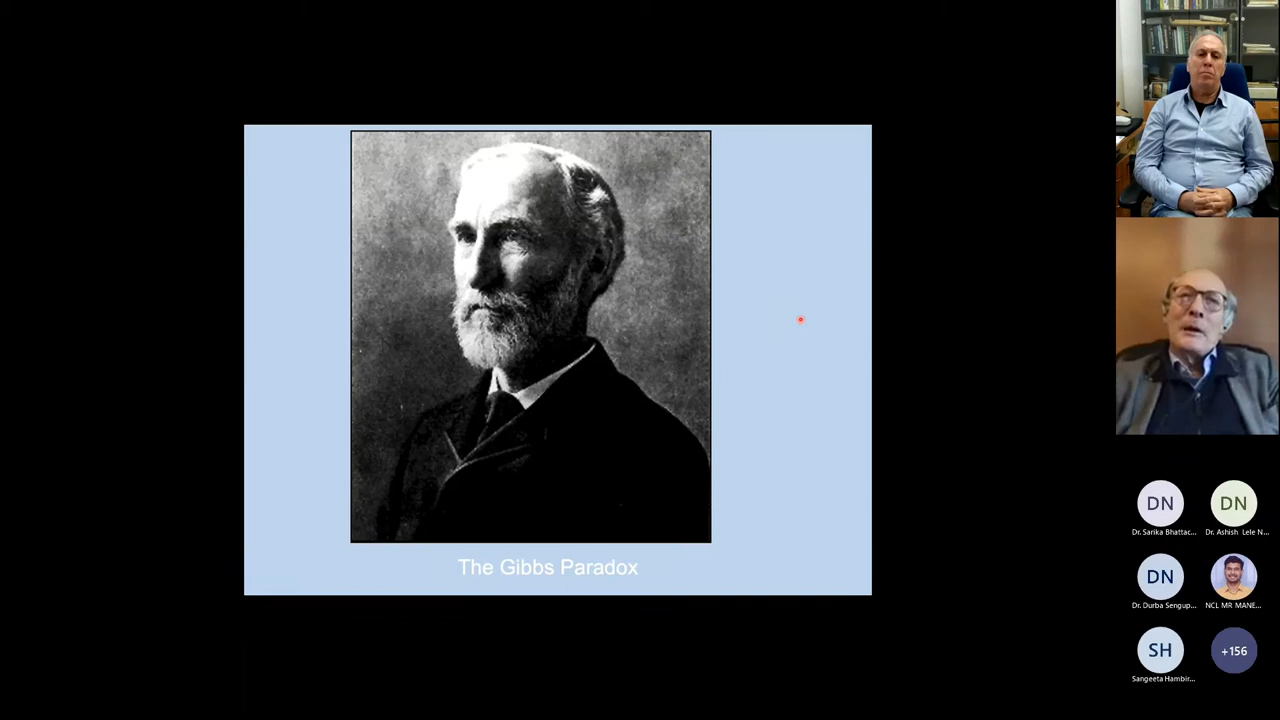 The Gibbs Paradox
DN
DN
Dr. Sarika Bhattac...
Dr. Ashish Lele N...
DN
Dr. Durba Sengup...
NCL MR MANE...
SH
+156
Sangeeta Hambir...